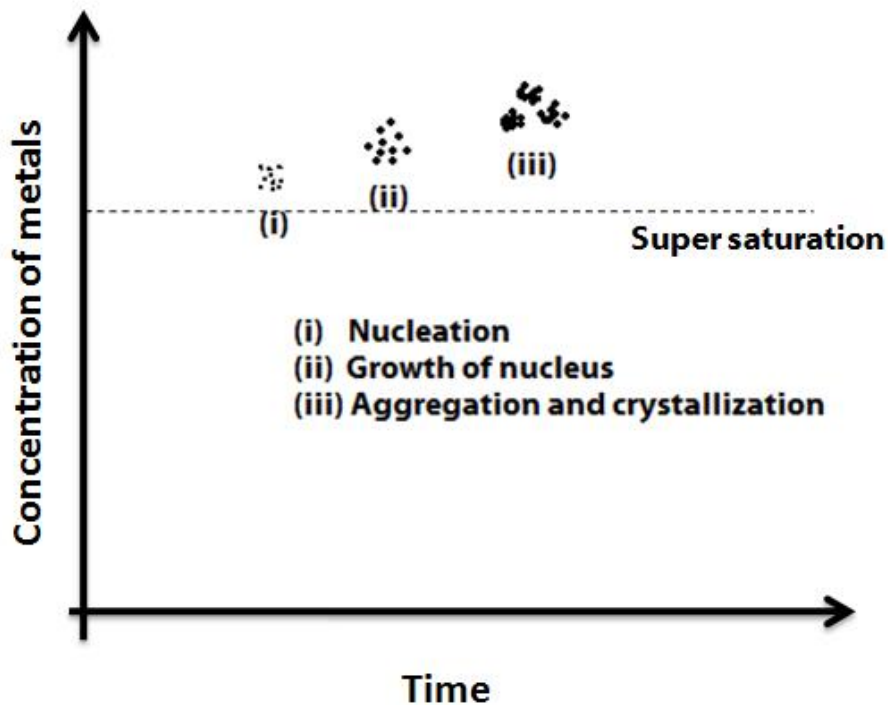 Concentration of metals
(iii)
(ii)
(i)
Super saturation
(i) Nucleation
(ii) Growth of nucleus
(iii) Aggregation and crystallization
Time